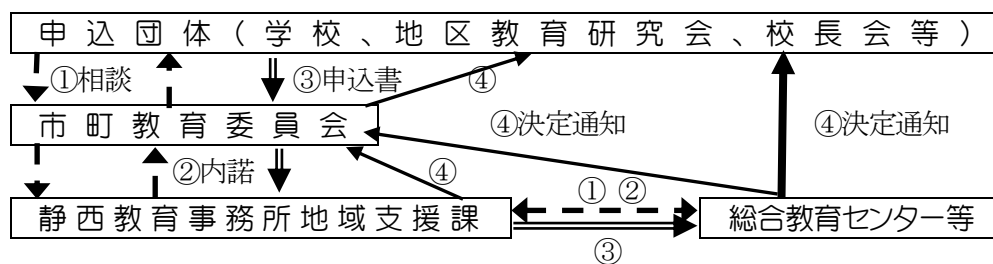 申込団体(学校、地区教育研究会、校長会等)
①相談
③申込書
④
市町教育委員会
④決定通知
④決定通知
②内諾
④
① ②
静西教育事務所地域支援課
総合教育センター等
③